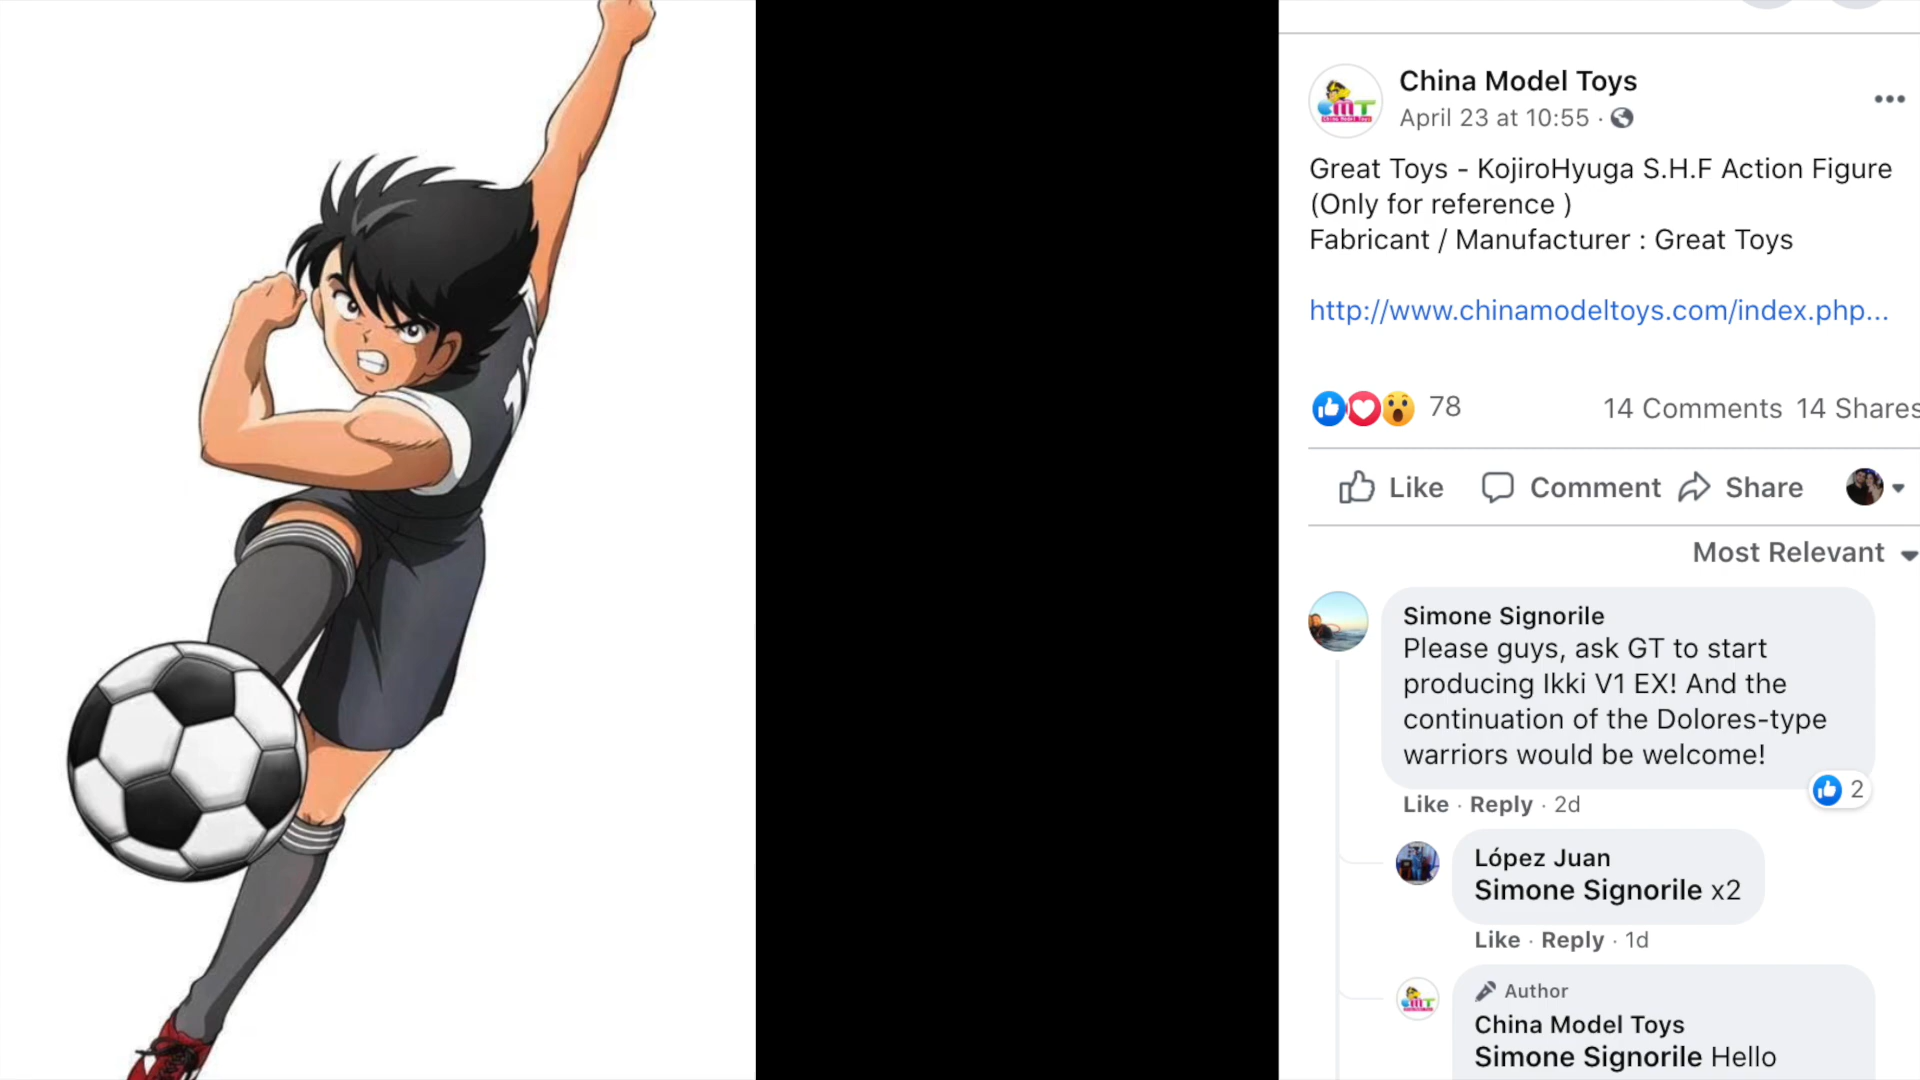 China Model Toys
April 23 at 10:55 ·
Great Toys - KojiroHyuga S.H.F Action Figure
(Only for reference )
Fabricant / Manufacturer : Great Toys
http://www.chinamodeltoys.com/index.php...
78
14 Comments 14 Shares
Like Comment Share
Most Relevant
Simone Signorile
Please guys, ask GT to start
producing Ikki V1 EX! And the
continuation of the Dolores-type
warriors would be welcome!
2
Like · Reply · 2d
López Juan
Simone Signorile x2
Like · Reply · 1d
Author
China Model Toys
Simone Signorile Hello